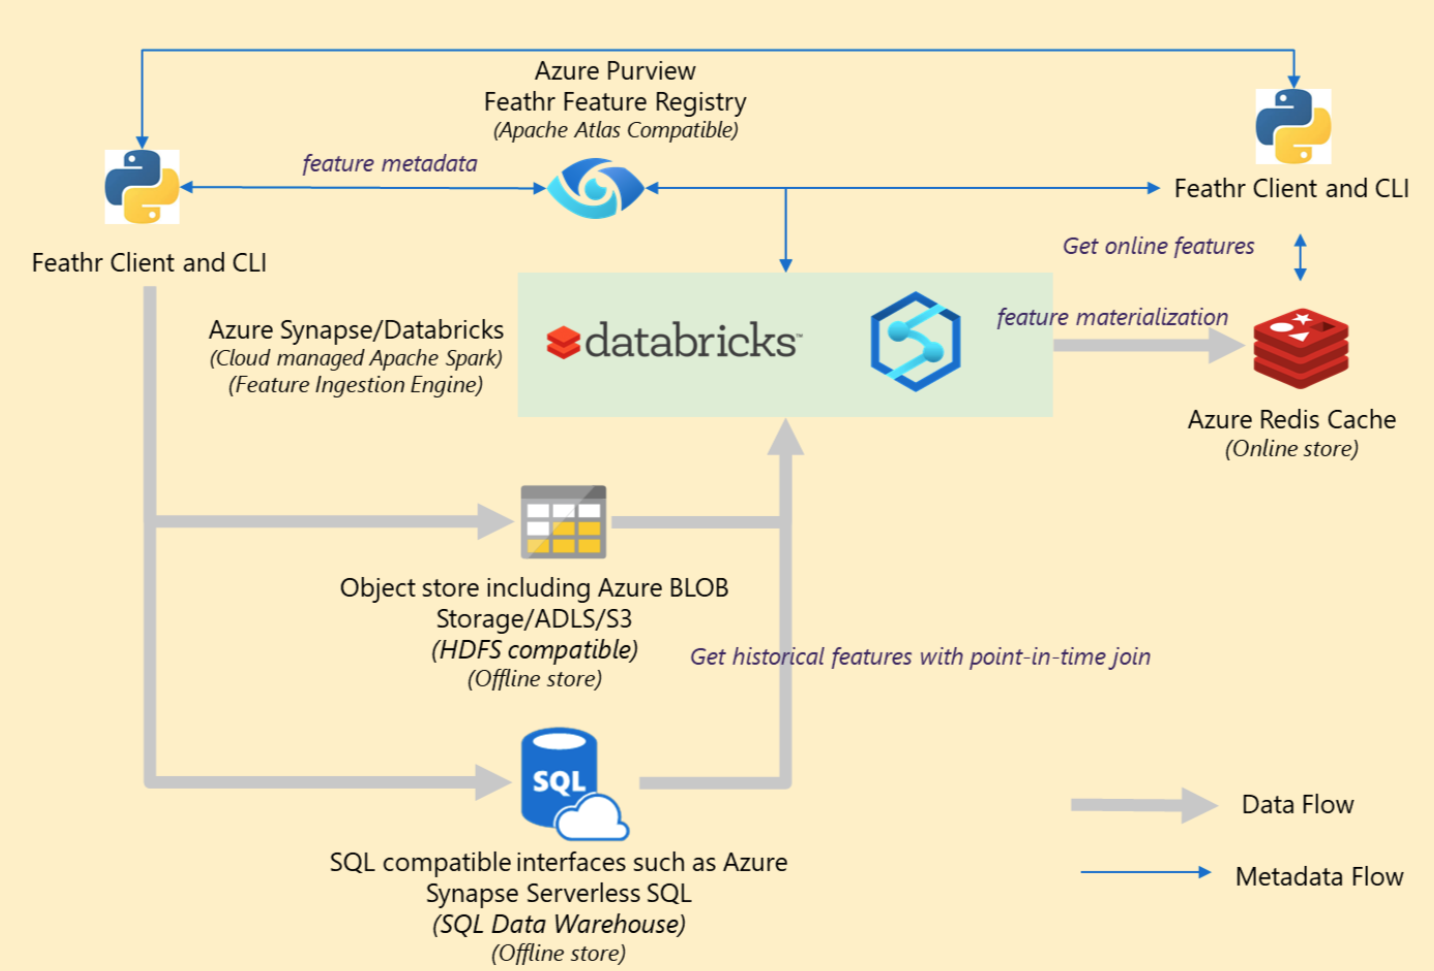 Azure Purview
Feathr Feature Registry
(Apache Atlas Compatible)
feature metadata
Feathr Client and CLI
Feathr Client and CLI
Get online features
Azure Synapse/Databricks
(Cloud managed Apache Spark)
(Feature Ingestion Engine)
databricks™
feature materialization
Azure Redis Cache
(Online store)
Object store including Azure BLOB
Storage/ADLS/S3
(HDFS compatible)
(Offline store)
Get historical features with point-in-time join
SQL
SQL compatible interfaces such as Azure
Synapse Serverless SQL
(SQL Data Warehouse)
(Offline store)
Data Flow
Metadata Flow